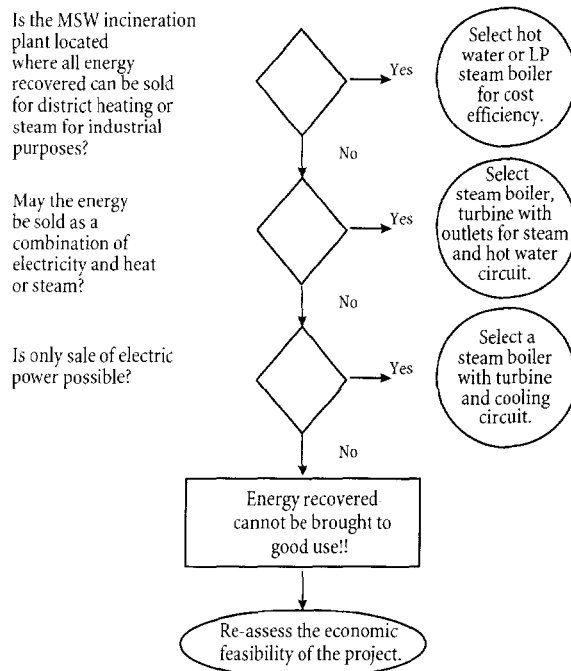 Is the MSW incineration
plant located
where all energy
recovered can be sold
for district heating or
steam for industrial
purposes?
Yes
Select hot
water or LP
steam boiler
for cost
efficiency.
No
May the energy
be sold as a
combination of
electricity and heat
or steam?
Yes
Select
steam boiler,
turbine with
outlets for steam
and hot water
circuit.
No
Is only sale of electric
power possible?
Yes
Select a
steam boiler
with turbine
and cooling
circuit.
No
Energy recovered
cannot be brought to
good use!!
Re-assess the economic
feasibility of the project.